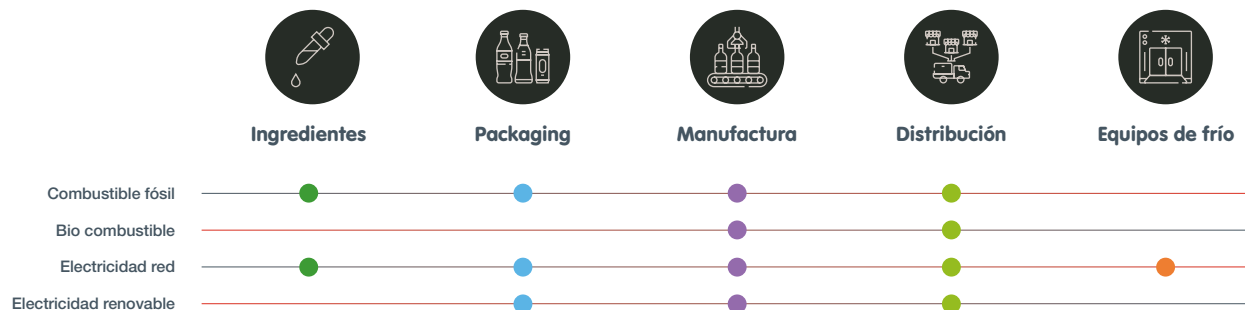 Ingredientes
Packaging
Manufactura
Distribución
Equipos de frío
Combustible fósil
Bio combustible
Electricidad red
Electricidad renovable